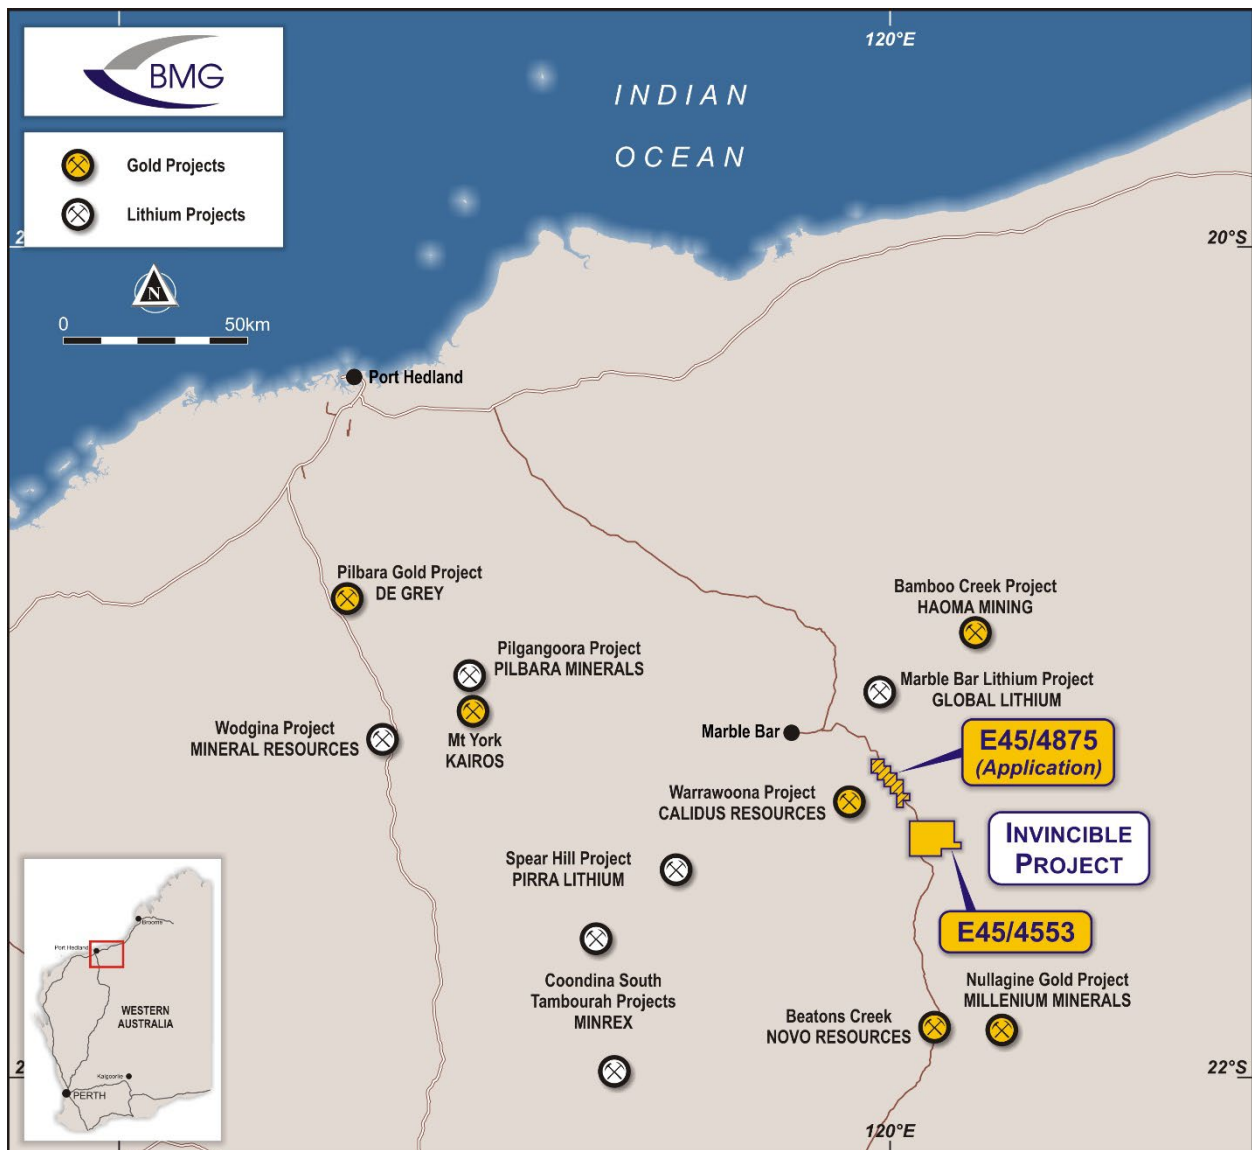 120°E
BMG
INDIAN
OCEAN
Gold Projects
Lithium Projects
20°S
N
0 50km
Port Hedland
Pilbara Gold Project
DE GREY
Bamboo Creek Project
HAOMA MINING
Pilgangoora Project
PILBARA MINERALS
Marble Bar Lithium Project
GLOBAL LITHIUM
Wodgina Project
MINERAL RESOURCES
Mt York
KAIROS
Marble Bar
E45/4875
(Application)
Warrawoona Project
CALIDUS RESOURCES
INVINCIBLE
PROJECT
Spear Hill Project
PIRRA LITHIUM
E45/4553
Coondina South
Tambourah Projects
MINREX
Nullagine Gold Project
MILLENIUM MINERALS
Beatons Creek
NOVO RESOURCES
Broome
Port Hedland
WESTERN
AUSTRALIA
Kalgoorlie
PERTH
22°S
120°E